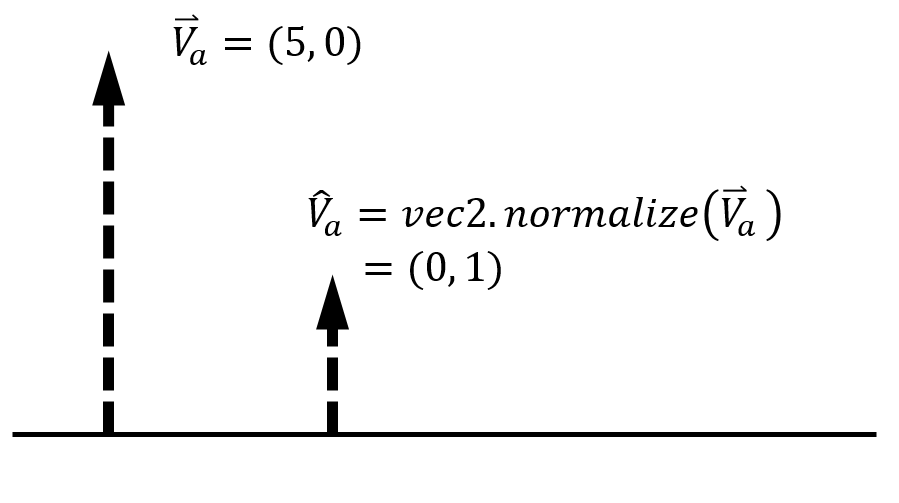 V⃗ₐ = (5, 0)
V̂ₐ = vec2.normalize(V⃗ₐ)
= (0, 1)